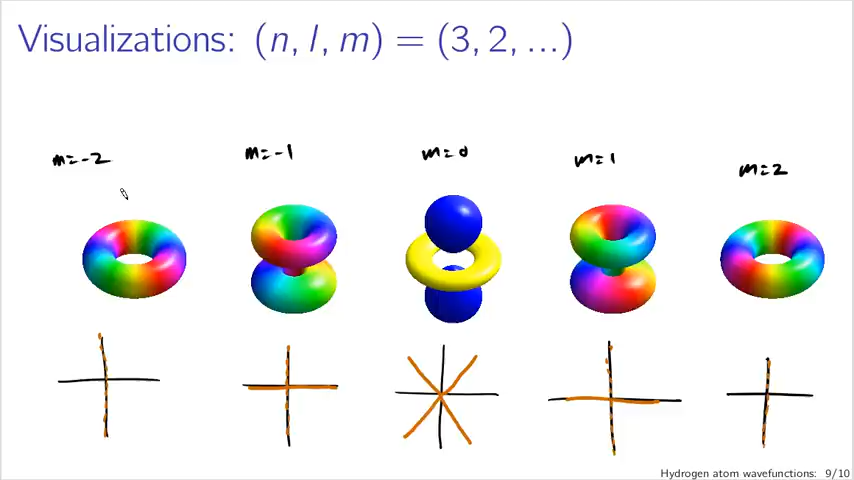 Visualizations: (n, l, m) = (3, 2, ...)
m=-2
m=-1
m=0
m=1
m=2
Hydrogen atom wavefunctions: 9/10